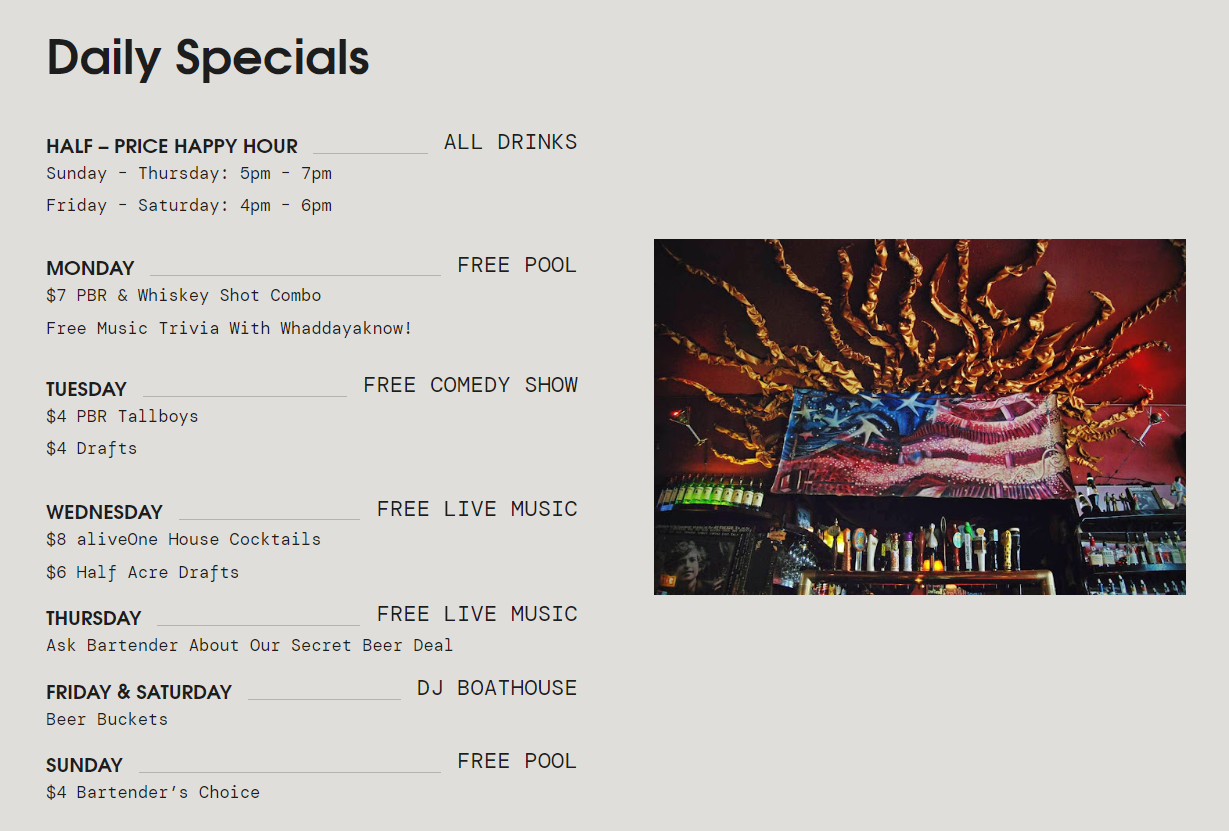 Daily Specials
HALF – PRICE HAPPY HOUR ALL DRINKS
Sunday - Thursday: 5pm - 7pm
Friday - Saturday: 4pm - 6pm
MONDAY FREE POOL
$7 PBR & Whiskey Shot Combo
Free Music Trivia With Whaddayaknow!
TUESDAY FREE COMEDY SHOW
$4 PBR Tallboys
$4 Drafts
WEDNESDAY FREE LIVE MUSIC
$8 aliveOne House Cocktails
$6 Half Acre Drafts
THURSDAY FREE LIVE MUSIC
Ask Bartender About Our Secret Beer Deal
FRIDAY & SATURDAY DJ BOATHOUSE
Beer Buckets
SUNDAY FREE POOL
$4 Bartender’s Choice